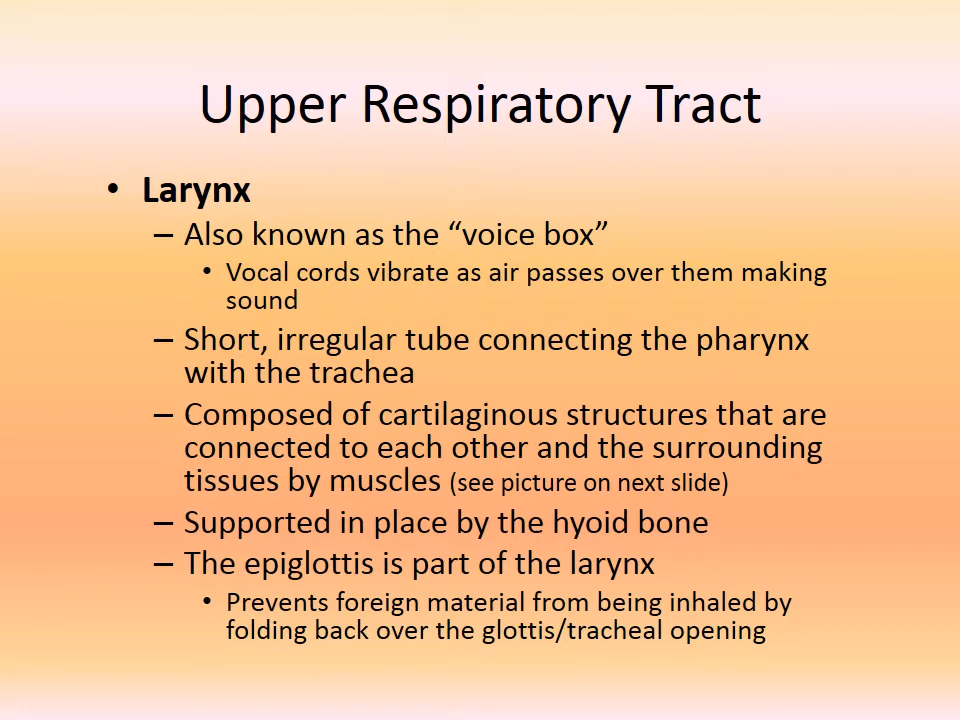 Upper Respiratory Tract
• Larynx
– Also known as the “voice box”
• Vocal cords vibrate as air passes over them making
sound
– Short, irregular tube connecting the pharynx
with the trachea
– Composed of cartilaginous structures that are
connected to each other and the surrounding
tissues by muscles (see picture on next slide)
– Supported in place by the hyoid bone
– The epiglottis is part of the larynx
• Prevents foreign material from being inhaled by
folding back over the glottis/tracheal opening